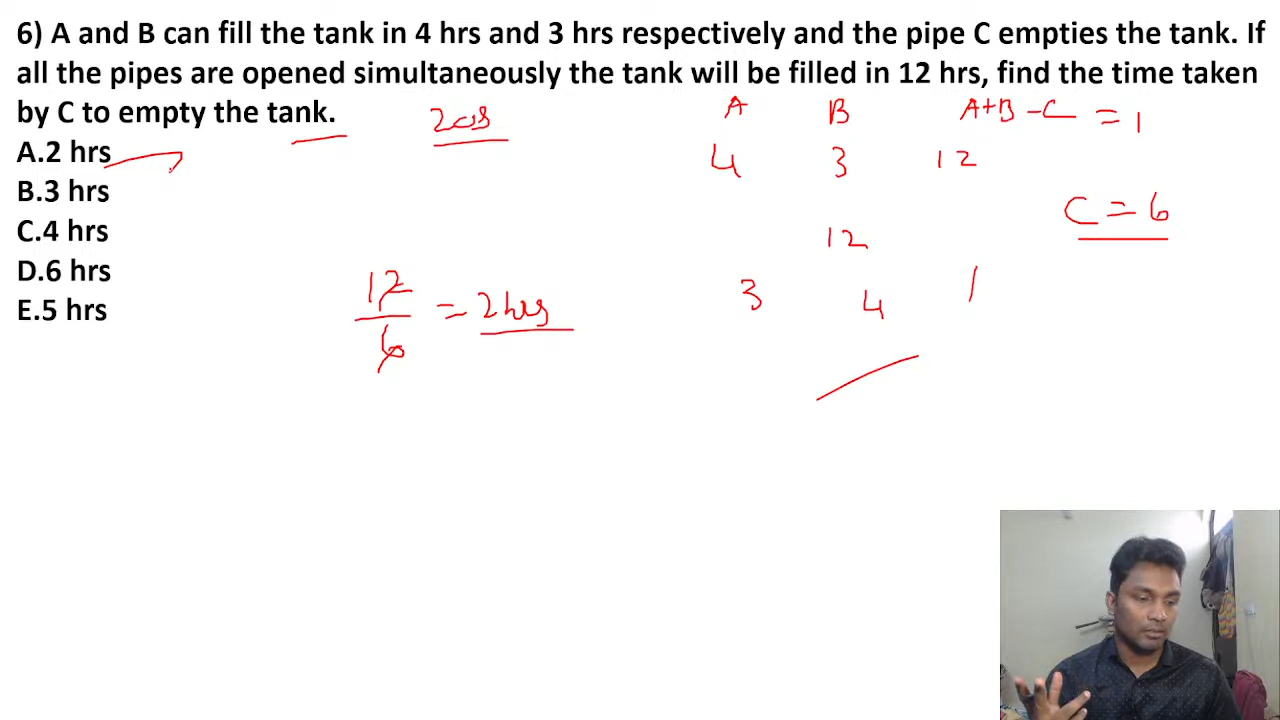 6) A and B can fill the tank in 4 hrs and 3 hrs respectively and the pipe C empties the tank. If
all the pipes are opened simultaneously the tank will be filled in 12 hrs, find the time taken
by C to empty the tank.
A.2 hrs
B.3 hrs
C.4 hrs
D.6 hrs
E.5 hrs
A B A+B-C = 1
4 3 12
C = 6
12
3 4 1
12/6 = 2hrs